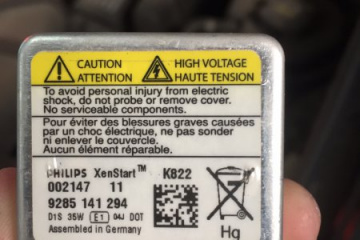 CAUTION HIGH VOLTAGE
ATTENTION HAUTE TENSION
To avoid personal injury from electric
shock, do not probe or remove cover.
No serviceable components.
Pour éviter des blessures graves causées
par un choc électrique, ne pas sonder
ni enlever le couvercle.
Aucun élément réparable.
PHILIPS XenStart™ K822
002147 11
9285 141 294
D1S 35W E1 04J DOT
Assembled in Germany
Hg